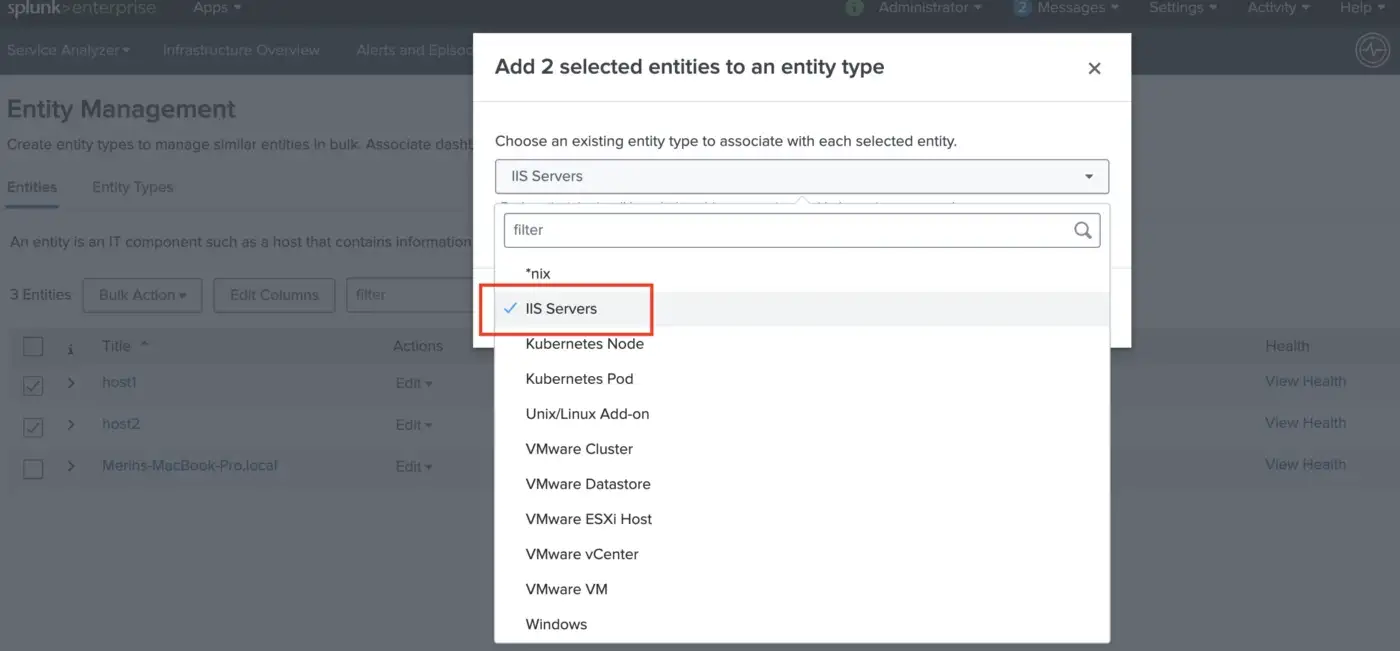 splunk>enterprise Apps Administrator 2 Messages Settings Activity Help
Service Analyzer Infrastructure Overview Alerts and Episod
Add 2 selected entities to an entity type
Entity Management
Create entity types to manage similar entities in bulk. Associate dash
Choose an existing entity type to associate with each selected entity.
IIS Servers
Entities Entity Types
filter
An entity is an IT component such as a host that contains information
*nix
3 Entities Bulk Action Edit Columns filter
IIS Servers
Kubernetes Node
i Title Actions Health
Kubernetes Pod
host1 Edit View Health
Unix/Linux Add-on
host2 Edit View Health
VMware Cluster
Merins-MacBook-Pro.local Edit View Health
VMware Datastore
VMware ESXi Host
VMware vCenter
VMware VM
Windows